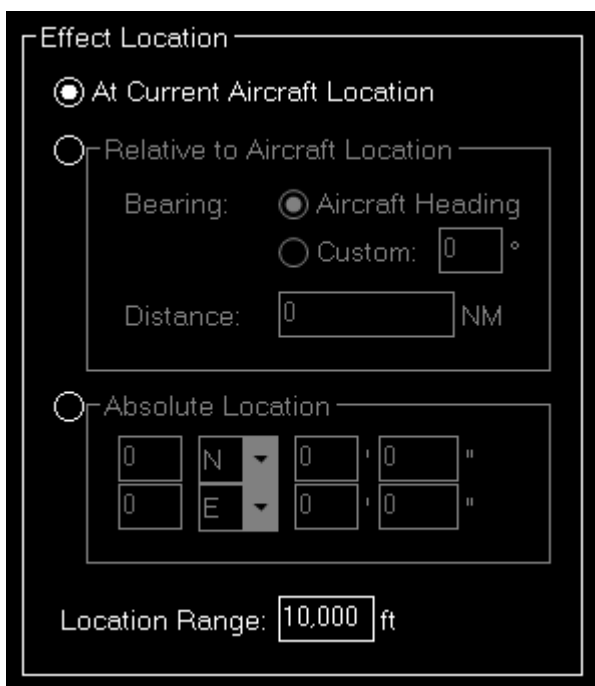 Effect Location
At Current Aircraft Location
Relative to Aircraft Location
Bearing: Aircraft Heading
Custom: 0 °
Distance: 0 NM
Absolute Location
0 N 0 ' 0 "
0 E 0 ' 0 "
Location Range: 10,000 ft